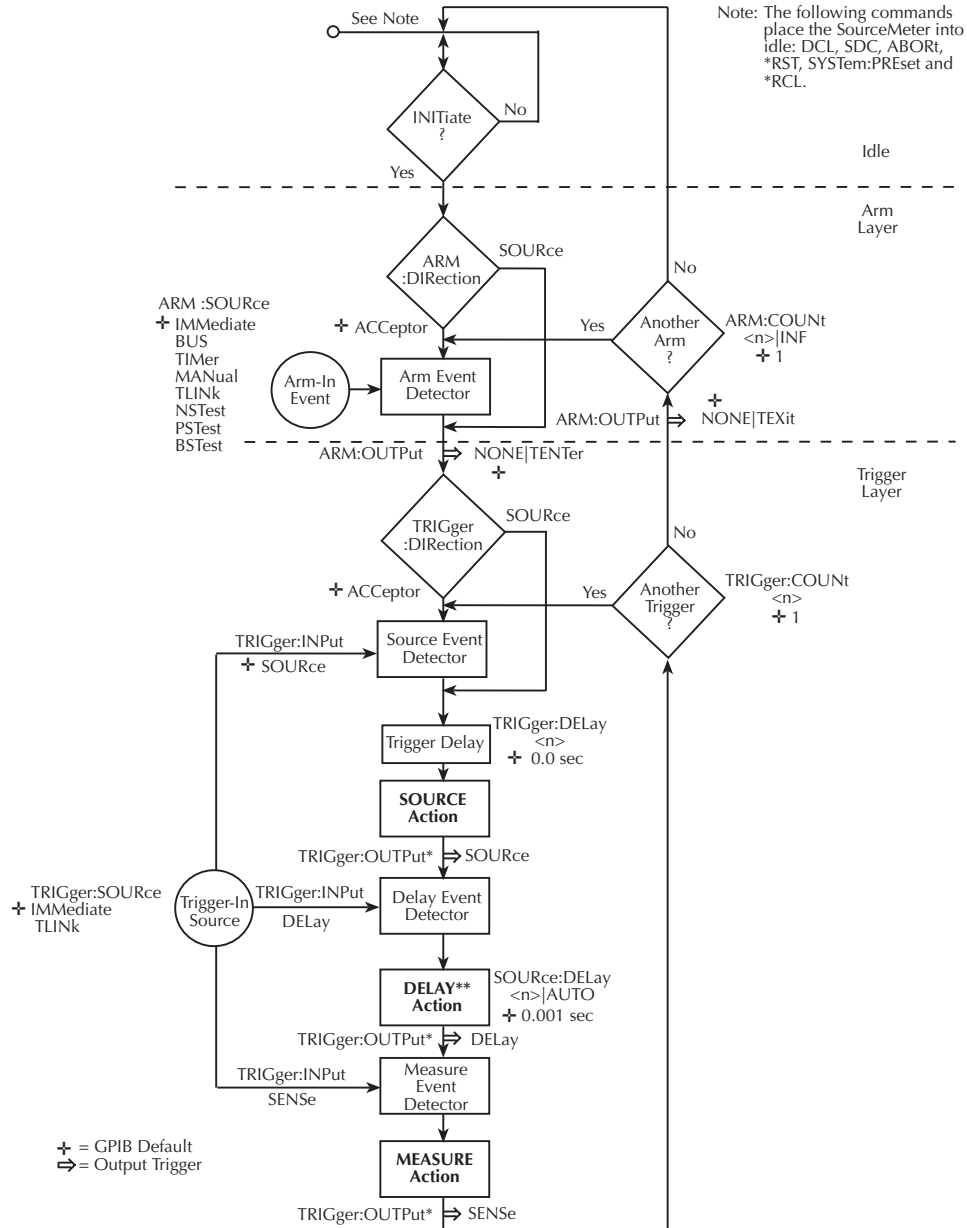 See Note
Note: The following commands
place the SourceMeter into
idle: DCL, SDC, ABORt,
*RST, SYSTem:PREset and
*RCL.
INITiate
?
No
Yes
Idle
Arm
Layer
ARM
:DIRection
SOURce
No
ARM :SOURce
✛ IMMediate
BUS
TIMer
MANual
TLINk
NSTest
PSTest
BSTest
✛ ACCeptor
Yes
Another
Arm
?
ARM:COUNt
<n>|INF
✛ 1
Arm-In
Event
Arm Event
Detector
✛
ARM:OUTPut ⇨ NONE|TEXit
ARM:OUTPut ⇨ NONE|TENTer
✛
Trigger
Layer
TRIGger
:DIRection
SOURce
No
✛ ACCeptor
Yes
Another
Trigger
?
TRIGger:COUNt
<n>
✛ 1
TRIGger:INPut
✛ SOURce
Source Event
Detector
Trigger Delay
TRIGger:DELay
<n>
✛ 0.0 sec
SOURCE
Action
TRIGger:OUTPut* ⇨ SOURce
TRIGger:SOURce
✛ IMMediate
TLINk
Trigger-In
Source
TRIGger:INPut
DELay
Delay Event
Detector
DELAY**
Action
SOURce:DELay
<n>|AUTO
✛ 0.001 sec
TRIGger:OUTPut* ⇨ DELay
TRIGger:INPut
SENSe
Measure
Event
Detector
✛ = GPIB Default
⇨ = Output Trigger
MEASURE
Action
TRIGger:OUTPut* ⇨ SENSe